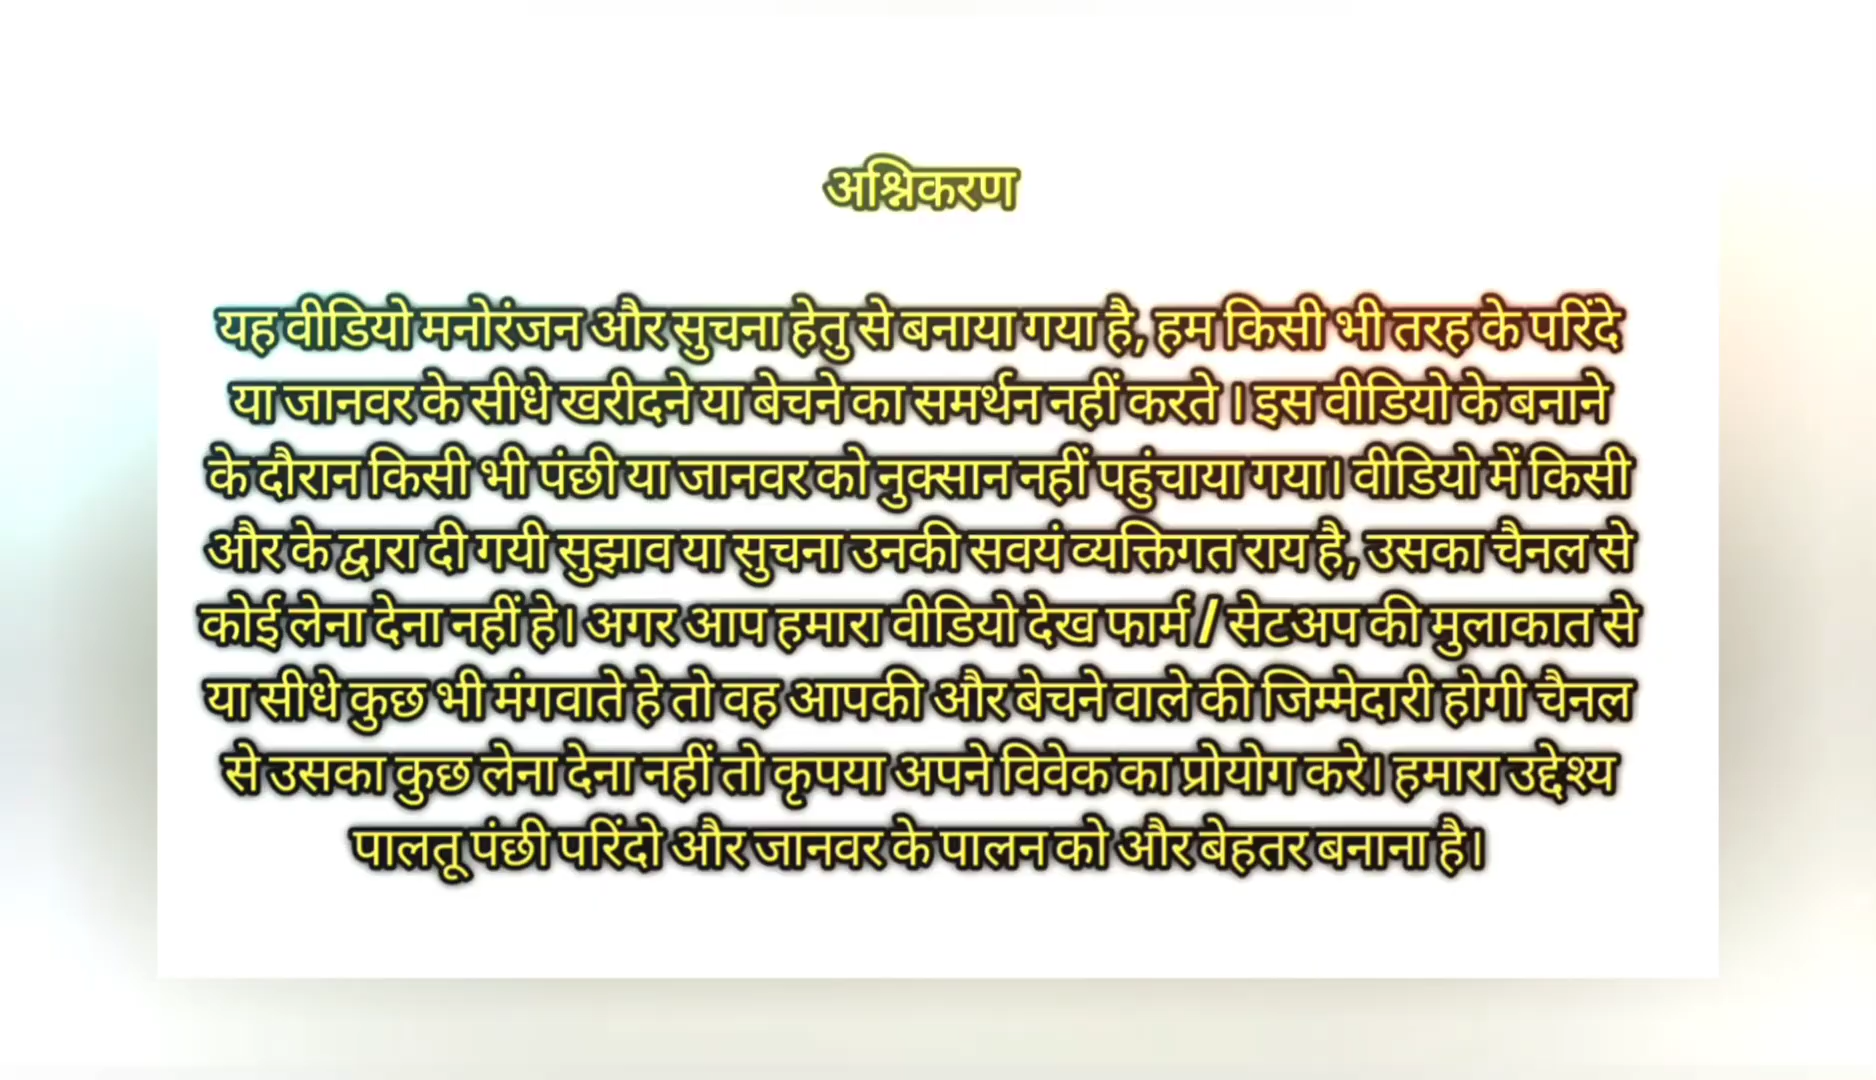 अश्विकरण
यह वीडियो मनोरंजन और सुचना हेतु से बनाया गया है, हम किसी भी तरह के परिंदे
या जानवर के सीधे खरीदने या बेचने का समर्थन नहीं करते । इस वीडियो के बनाने
के दौरान किसी भी पंछी या जानवर को नुक्सान नहीं पहुंचाया गया। वीडियो में किसी
और के द्वारा दी गयी सुझाव या सुचना उनकी सवयं व्यक्तिगत राय है, उसका चैनल से
कोई लेना देना नहीं हे। अगर आप हमारा वीडियो देख फार्म / सेटअप की मुलाकात से
या सीधे कुछ भी मंगवाते हे तो वह आपकी और बेचने वाले की जिम्मेदारी होगी चैनल
से उसका कुछ लेना देना नहीं तो कृपया अपने विवेक का प्रोयोग करे। हमारा उद्देश्य
पालतू पंछी परिंदो और जानवर के पालन को और बेहतर बनाना है।